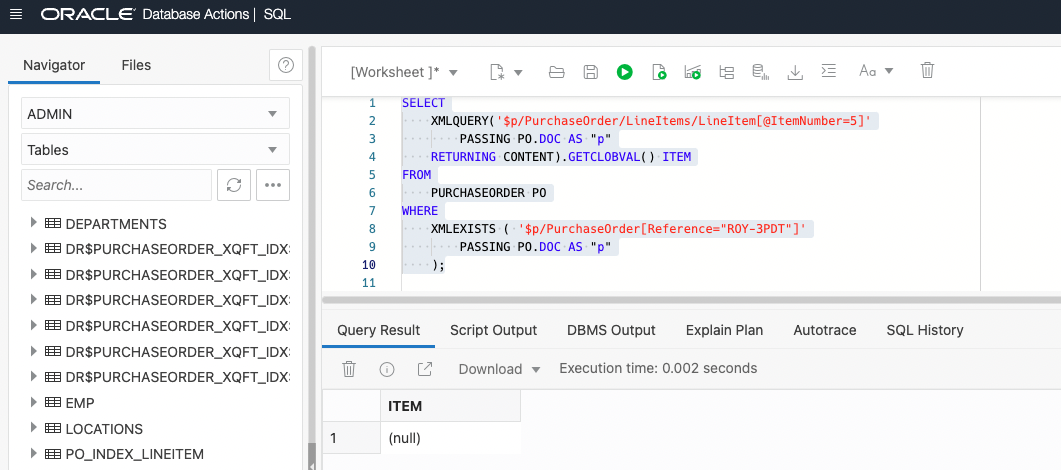 ORACLE Database Actions | SQL
Navigator Files
ADMIN
Tables
Search...
DEPARTMENTS
DR$PURCHASEORDER_XQFT_IDX
DR$PURCHASEORDER_XQFT_IDX
DR$PURCHASEORDER_XQFT_IDX
DR$PURCHASEORDER_XQFT_IDX
DR$PURCHASEORDER_XQFT_IDX
DR$PURCHASEORDER_XQFT_IDX
EMP
LOCATIONS
PO_INDEX_LINEITEM
[Worksheet ]* Aa
1 SELECT
2 XMLQUERY('$p/PurchaseOrder/LineItems/LineItem[@ItemNumber=5]'
3 PASSING PO.DOC AS "p"
4 RETURNING CONTENT).GETCLOBVAL() ITEM
5 FROM
6 PURCHASEORDER PO
7 WHERE
8 XMLEXISTS ( '$p/PurchaseOrder[Reference="ROY-3PDT"]'
9 PASSING PO.DOC AS "p"
10 );
11
Query Result Script Output DBMS Output Explain Plan Autotrace SQL History
Download Execution time: 0.002 seconds
ITEM
1 (null)